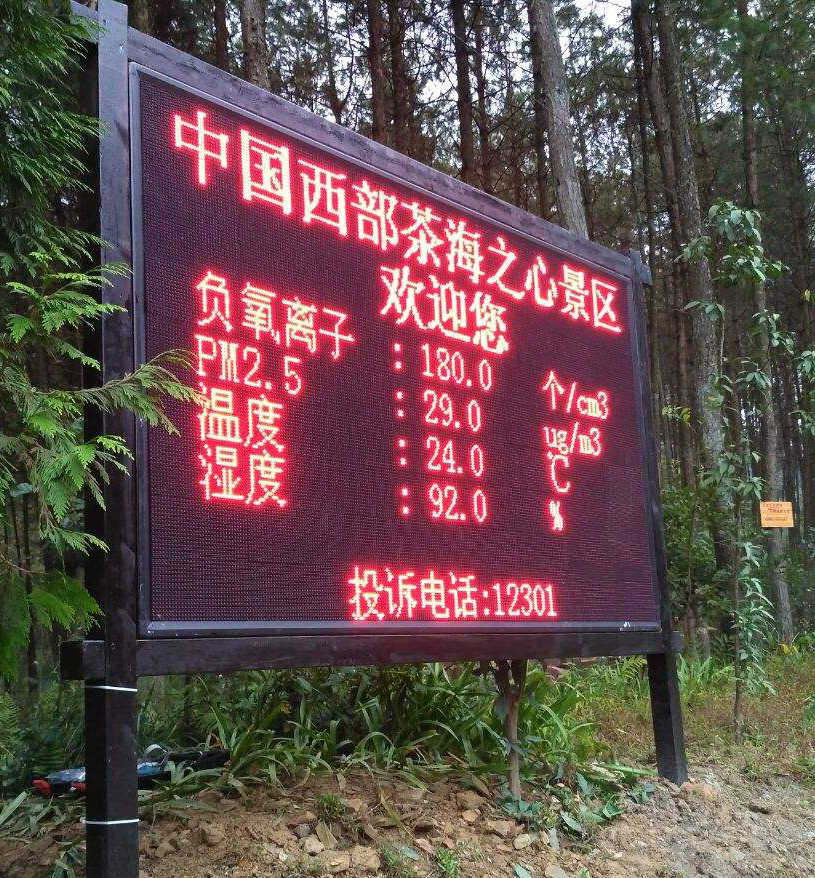 中国西部茶海之心景区
欢迎您
负氧离子 : 180.0 个/cm3
PM2.5 : 29.0 ug/m3
温度 : 24.0 ℃
湿度 : 92.0 %
投诉电话:12301